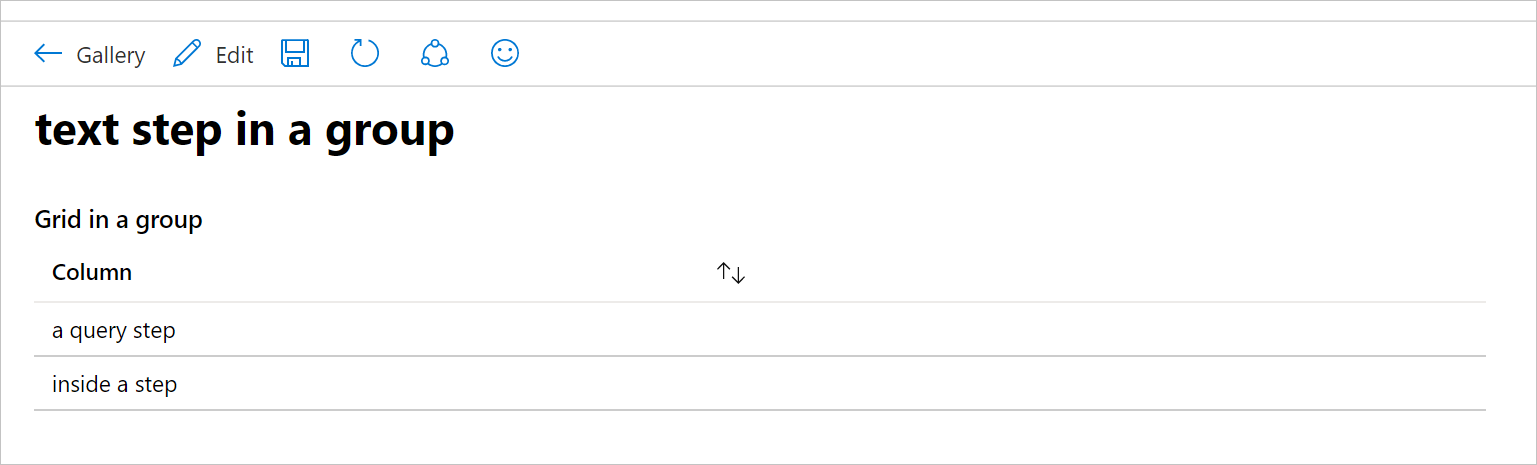 Gallery Edit
text step in a group
Grid in a group
Column
a query step
inside a step